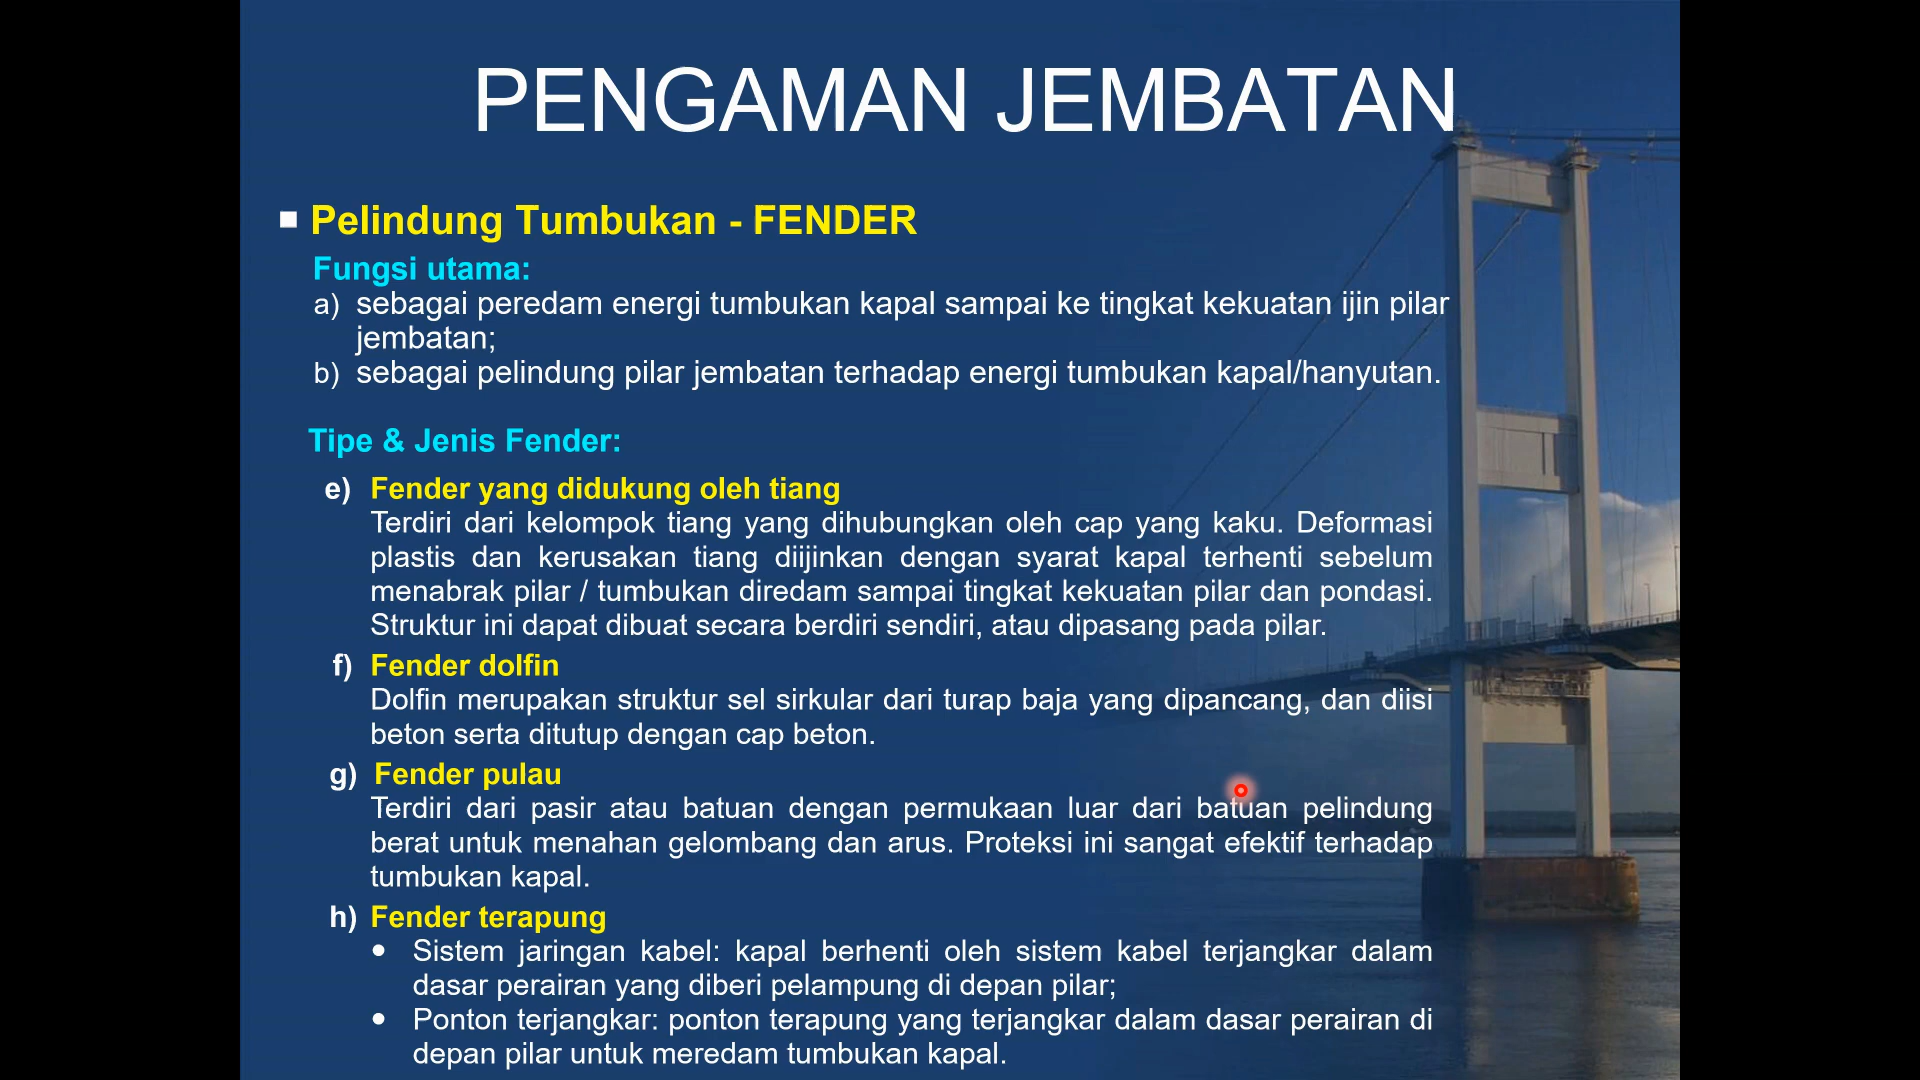 PENGAMAN JEMBATAN
Pelindung Tumbukan - FENDER
Fungsi utama:
a) sebagai peredam energi tumbukan kapal sampai ke tingkat kekuatan ijin pilar
jembatan;
b) sebagai pelindung pilar jembatan terhadap energi tumbukan kapal/hanyutan.
Tipe & Jenis Fender:
e) Fender yang didukung oleh tiang
Terdiri dari kelompok tiang yang dihubungkan oleh cap yang kaku. Deformasi
plastis dan kerusakan tiang diijinkan dengan syarat kapal terhenti sebelum
menabrak pilar / tumbukan diredam sampai tingkat kekuatan pilar dan pondasi.
Struktur ini dapat dibuat secara berdiri sendiri, atau dipasang pada pilar.
f) Fender dolfin
Dolfin merupakan struktur sel sirkular dari turap baja yang dipancang, dan diisi
beton serta ditutup dengan cap beton.
g) Fender pulau
Terdiri dari pasir atau batuan dengan permukaan luar dari batuan pelindung
berat untuk menahan gelombang dan arus. Proteksi ini sangat efektif terhadap
tumbukan kapal.
h) Fender terapung
• Sistem jaringan kabel: kapal berhenti oleh sistem kabel terjangkar dalam
dasar perairan yang diberi pelampung di depan pilar;
• Ponton terjangkar: ponton terapung yang terjangkar dalam dasar perairan di
depan pilar untuk meredam tumbukan kapal.